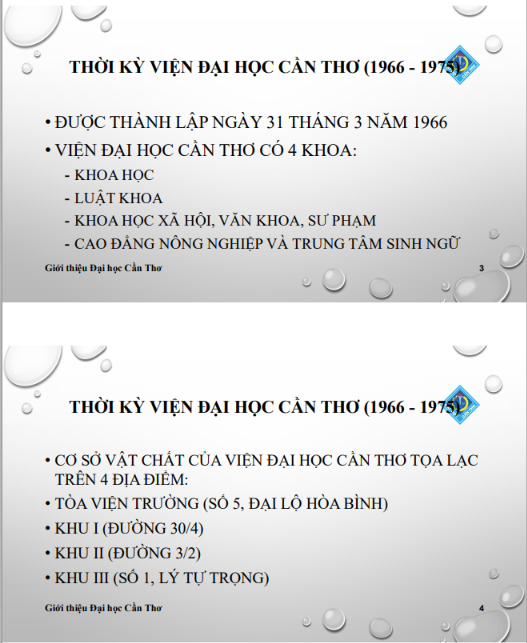 THỜI KỲ VIỆN ĐẠI HỌC CẦN THƠ (1966 - 1975)
• ĐƯỢC THÀNH LẬP NGÀY 31 THÁNG 3 NĂM 1966
• VIỆN ĐẠI HỌC CẦN THƠ CÓ 4 KHOA:
- KHOA HỌC
- LUẬT KHOA
- KHOA HỌC XÃ HỘI, VĂN KHOA, SƯ PHẠM
- CAO ĐẲNG NÔNG NGHIỆP VÀ TRUNG TÂM SINH NGỮ
Giới thiệu Đại học Cần Thơ
3
THỜI KỲ VIỆN ĐẠI HỌC CẦN THƠ (1966 - 1975)
• CƠ SỞ VẬT CHẤT CỦA VIỆN ĐẠI HỌC CẦN THƠ TỌA LẠC
TRÊN 4 ĐỊA ĐIỂM:
• TÒA VIỆN TRƯỞNG (SỐ 5, ĐẠI LỘ HÒA BÌNH)
• KHU I (ĐƯỜNG 30/4)
• KHU II (ĐƯỜNG 3/2)
• KHU III (SỐ 1, LÝ TỰ TRỌNG)
Giới thiệu Đại học Cần Thơ
4